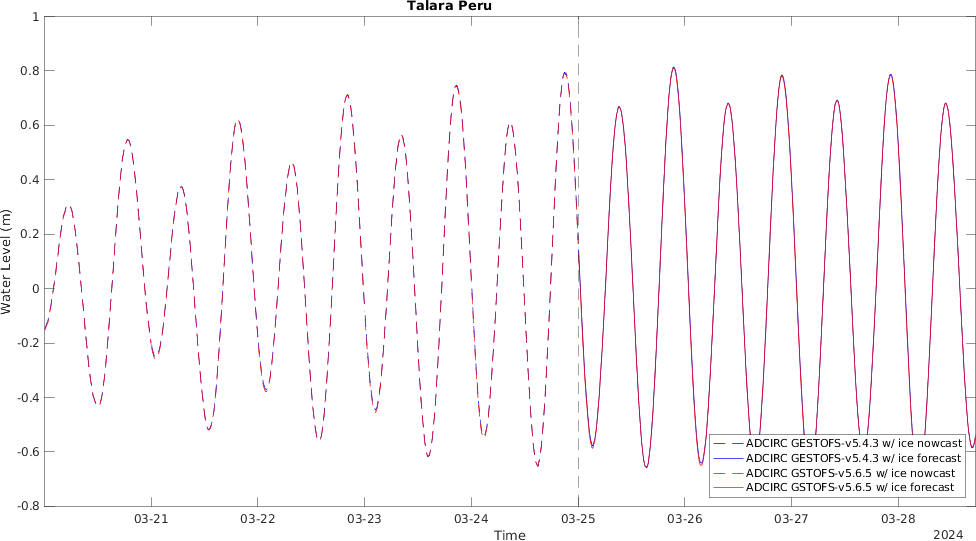 Talara Peru
1
0.8
0.6
0.4
0.2
0
-0.2
-0.4
-0.6
-0.8
Water Level (m)
03-21 03-22 03-23 03-24 03-25 03-26 03-27 03-28
Time
2024
ADCIRC GESTOFS-v5.4.3 w/ ice nowcast
ADCIRC GESTOFS-v5.4.3 w/ ice forecast
ADCIRC GSTOFS-v5.6.5 w/ ice nowcast
ADCIRC GSTOFS-v5.6.5 w/ ice forecast